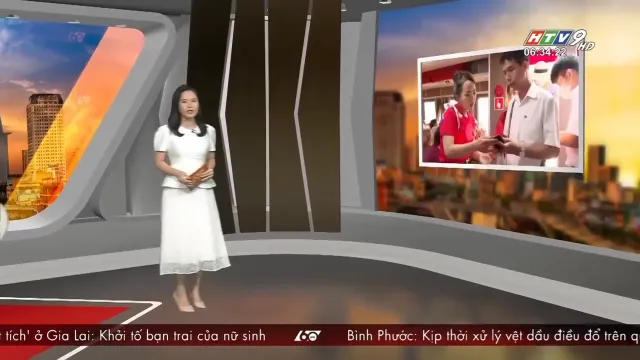 HTV9 HD
06:34:22
t tích' ở Gia Lai: Khởi tố bạn trai của nữ sinh 60 Bình Phước: Kịp thời xử lý vệt dầu điều đổ trên q